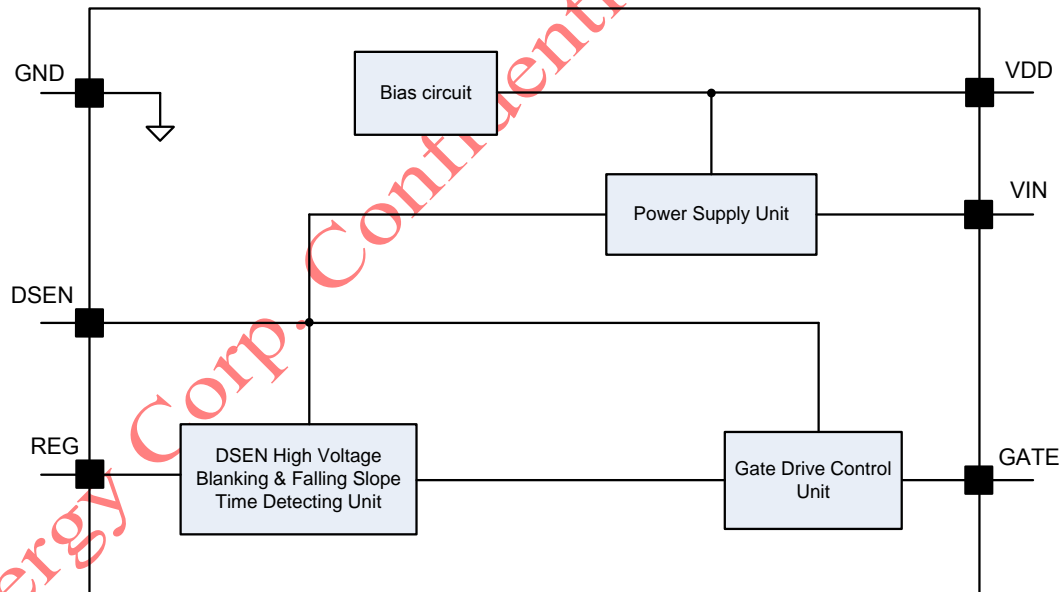 GND
Bias circuit
VDD
Power Supply Unit
VIN
DSEN
REG
DSEN High Voltage
Blanking & Falling Slope
Time Detecting Unit
Gate Drive Control
Unit
GATE
ergy Corp. Confidenti